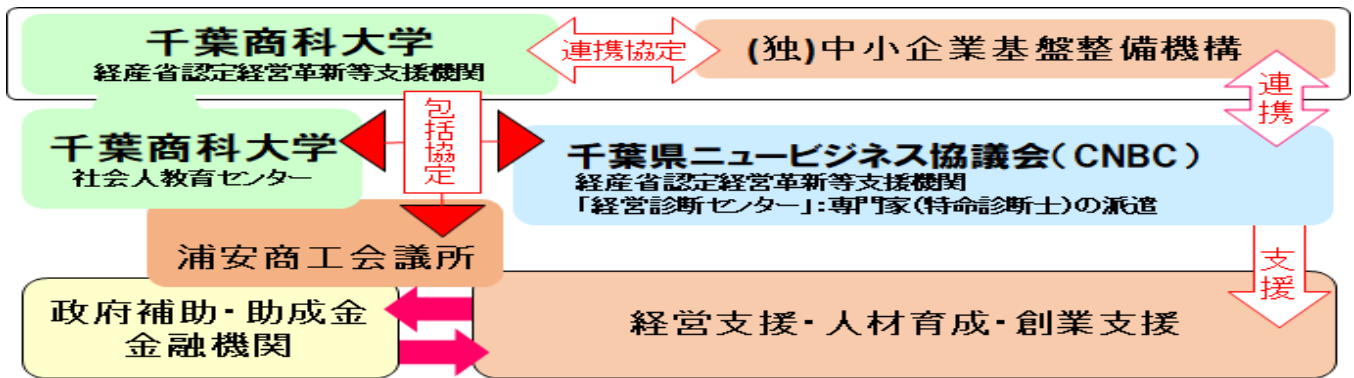 千葉商科大学
経産省認定経営革新等支援機関
連携協定
(独)中小企業基盤整備機構
連携
包括協定
千葉商科大学
社会人教育センター
千葉県ニュービジネス協議会(CNBC)
経産省認定経営革新等支援機関
「経営診断センター」:専門家(特命診断士)の派遣
浦安商工会議所
支援
政府補助・助成金
金融機関
経営支援・人材育成・創業支援